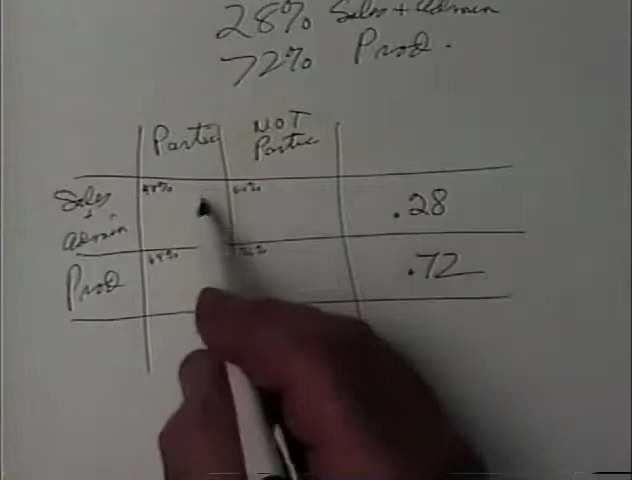 28% Sales + Admin
72% Prod.
Partic NOT
Partic
Sales
+
Admin
.28
Prod
.72